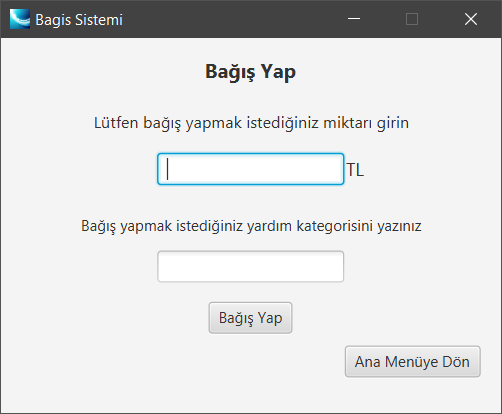 Bagis Sistemi
Bağış Yap
Lütfen bağış yapmak istediğiniz miktarı girin
TL
Bağış yapmak istediğiniz yardım kategorisini yazınız
Bağış Yap
Ana Menüye Dön